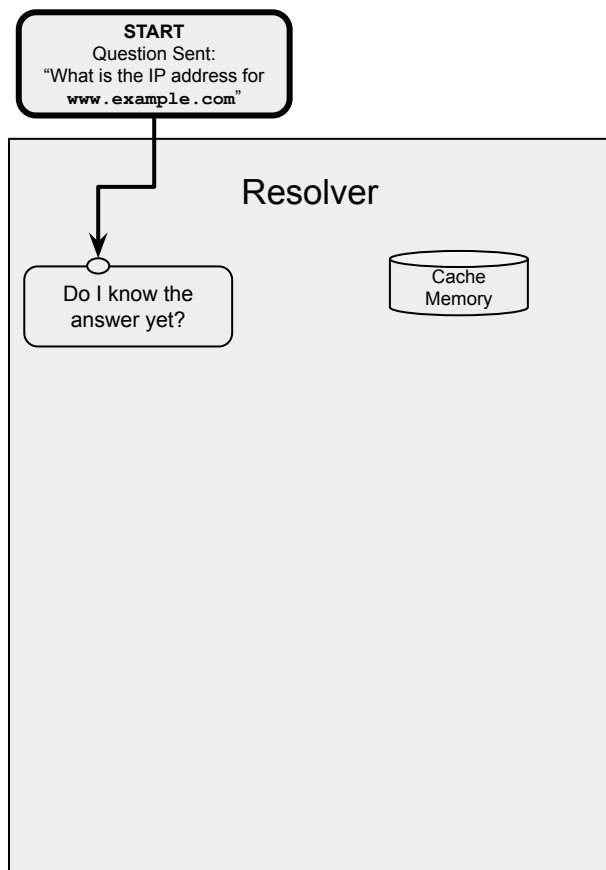 START
Question Sent:
“What is the IP address for
www.example.com”
Resolver
Cache
Memory
Do I know the
answer yet?